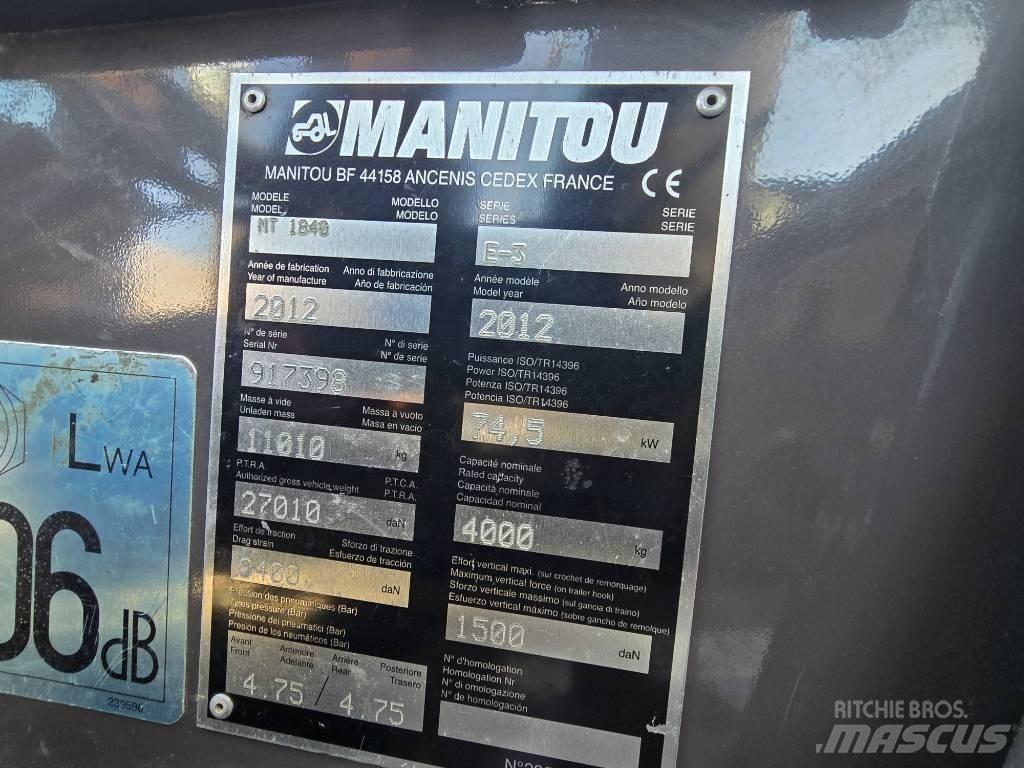 MANITOU
MANITOU BF 44158 ANCENIS CEDEX FRANCE CE
MODELE MODELLO
MODEL MODELO
MT 1840
SERIE SERIE
SERIES SERIE
E-3
Année de fabrication Anno di fabbricazione
Year of manufacture Año de fabricación
2012
Année modèle Anno modello
Model year Año modelo
2012
N° de série N° di serie
Serial Nr N° de serie
917398
Puissance ISO/TR14396
Power ISO/TR14396
Potenza ISO/TR14396
Potencia ISO/TR14396
74,5 kW
Masse à vide Massa a vuoto
Unladen mass Masa en vacio
11010 kg
Capacité nominale
Rated capacity
Capacità nominale
Capacidad nominal
4000 kg
P.T.R.A. P.T.C.A.
Authorized gross vehicle weight P.T.R.A.
27010 daN
Effort de traction Sforzo di trazione
Drag strain Esfuerzo de tracción
8400 daN
Effort vertical maxi. (sur crochet de remorquage)
Maximum vertical force (on trailer hook)
Sforzo verticale massimo (sul gancia di traino)
Esfuerzo vertical máximo (sobre gancho de remolque)
1500 daN
Pression des pneumatiques (Bar)
Tyres pressure (Bar)
Pressione dei pneumatici (Bar)
Presion de los neumáticos (Bar)
Avant Anteriore Arrière Posteriore
Front Adelante Rear Trasero
4.75 / 4.75
N° d'homologation
Homologation Nr
N° di omologazione
N° de homologación
LWA
06 dB
239596
RITCHIE BROS.
MASCUS